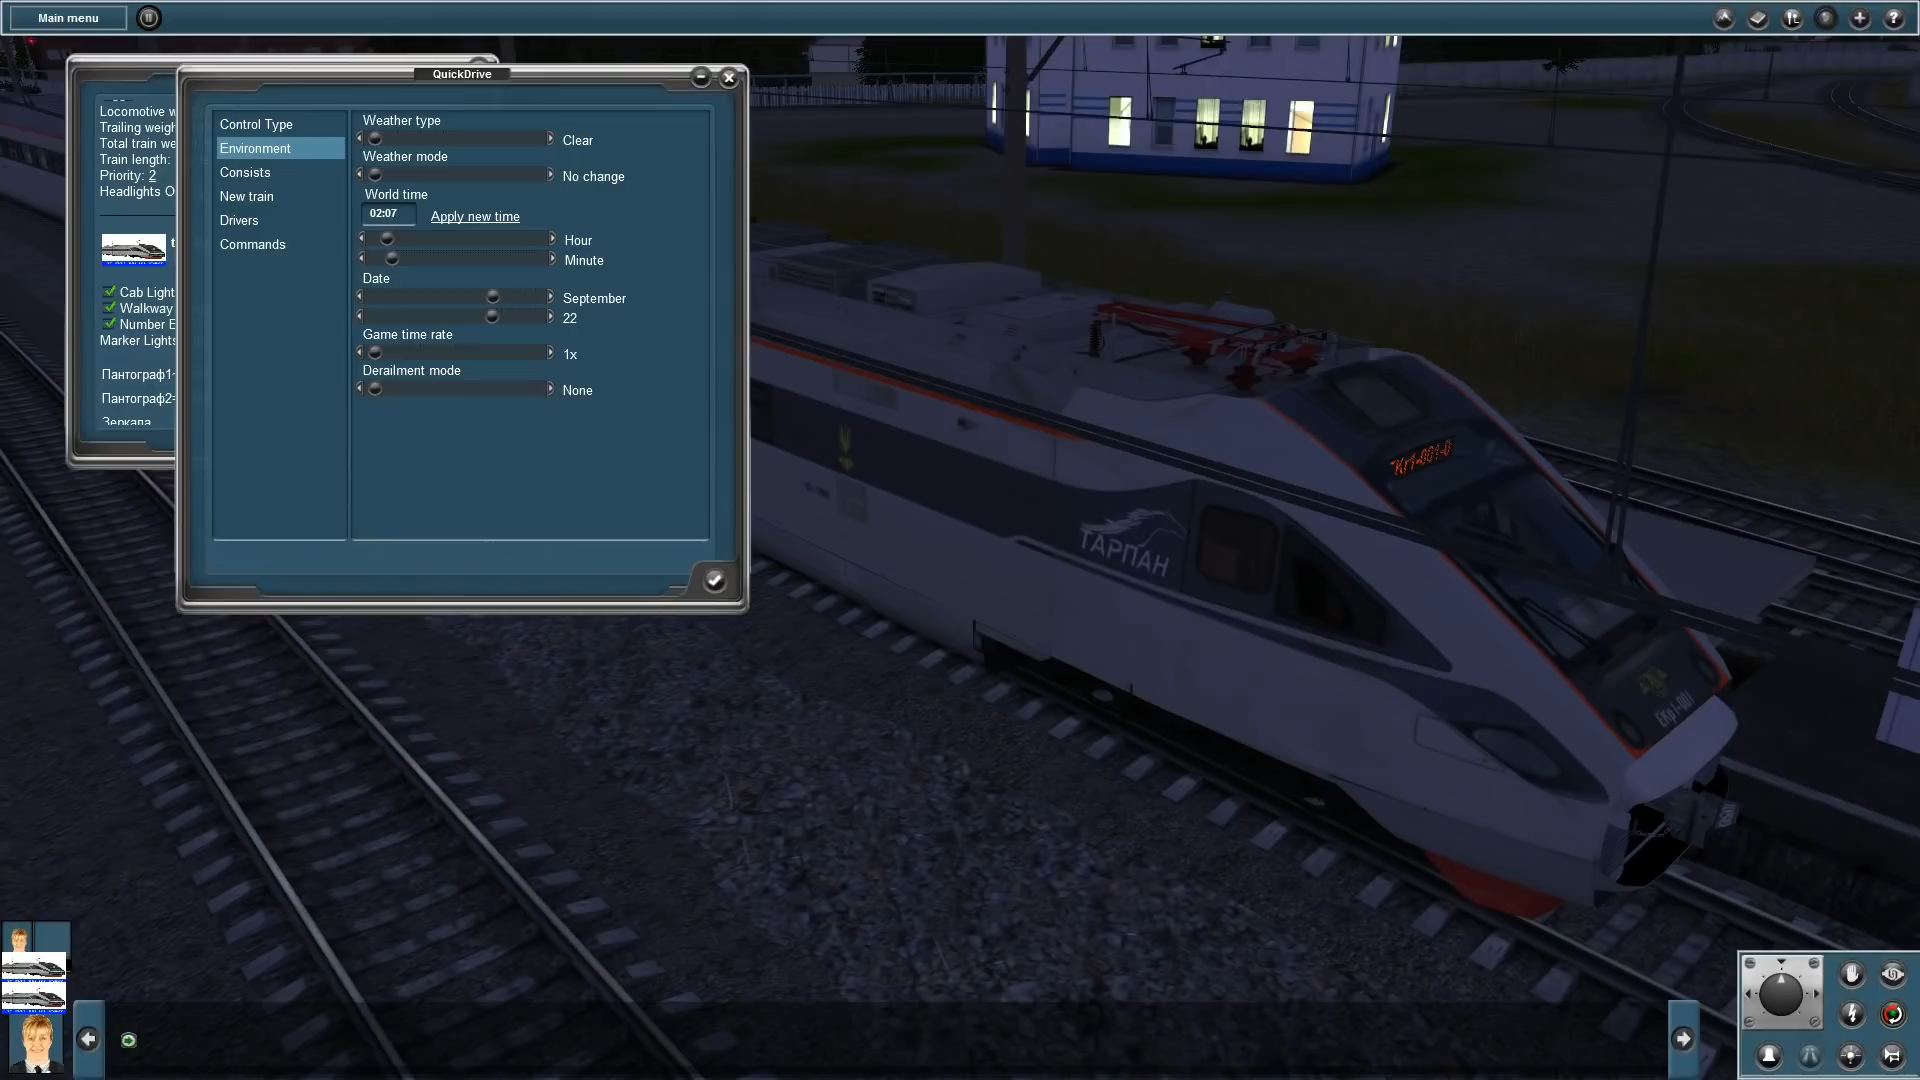 Main menu
QuickDrive
Locomotive w
Trailing weigh
Total train we
Train length:
Priority: 2
Headlights O
t
Cab Light
Walkway
Number E
Marker Lights
Пантограф1-
Пантограф2-
Зеркала
Control Type
Environment
Consists
New train
Drivers
Commands
Weather type
Clear
Weather mode
No change
World time
02:07
Apply new time
Hour
Minute
Date
September
22
Game time rate
1x
Derailment mode
None
ТАРПАН
ЕКр1-001